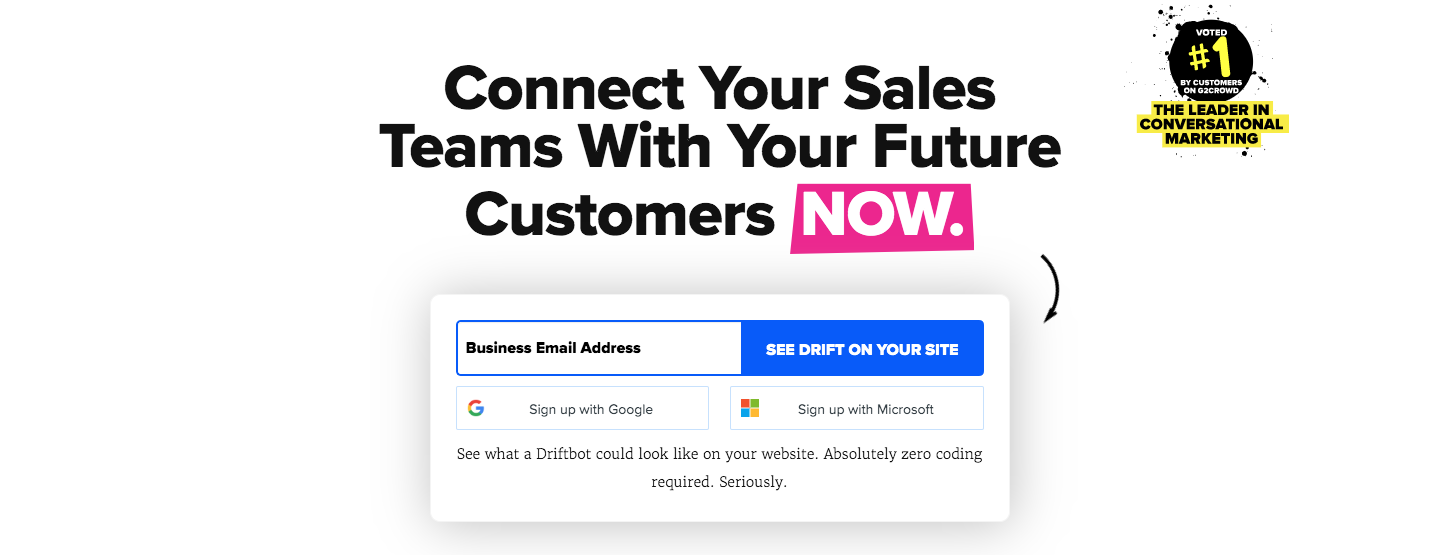 Connect Your Sales
Teams With Your Future
Customers NOW.
VOTED
#1
BY CUSTOMERS
ON G2CROWD
THE LEADER IN
CONVERSATIONAL
MARKETING
Business Email Address
SEE DRIFT ON YOUR SITE
Sign up with Google
Sign up with Microsoft
See what a Driftbot could look like on your website. Absolutely zero coding
required. Seriously.